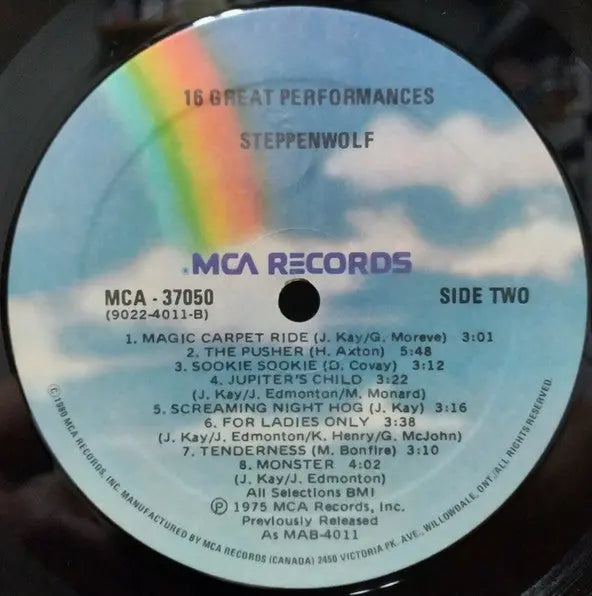 16 GREAT PERFORMANCES
STEPPENWOLF
MCA RECORDS
MCA - 37050
(9022-4011-B)
SIDE TWO
1. MAGIC CARPET RIDE (J. Kay/G. Moreve) 3:01
2. THE PUSHER (H. Axton) 5:48
3. SOOKIE SOOKIE (D. Covay) 3:12
4. JUPITER'S CHILD 3:22
(J. Kay/J. Edmonton/M. Monard)
5. SCREAMING NIGHT HOG (J. Kay) 3:16
6. FOR LADIES ONLY 3:38
(J. Kay/J. Edmonton/K. Henry/G. McJohn)
7. TENDERNESS (M. Bonfire) 3:10
8. MONSTER 4:02
(J. Kay/J. Edmonton)
All Selections BMI
Ⓟ 1975 MCA Records, Inc.
Previously Released
As MAB-4011
© 1980 MCA RECORDS, INC. MANUFACTURED BY MCA RECORDS (CANADA) 2450 VICTORIA PK. AVE., WILLOWDALE, ONT./ALL RIGHTS RESERVED.